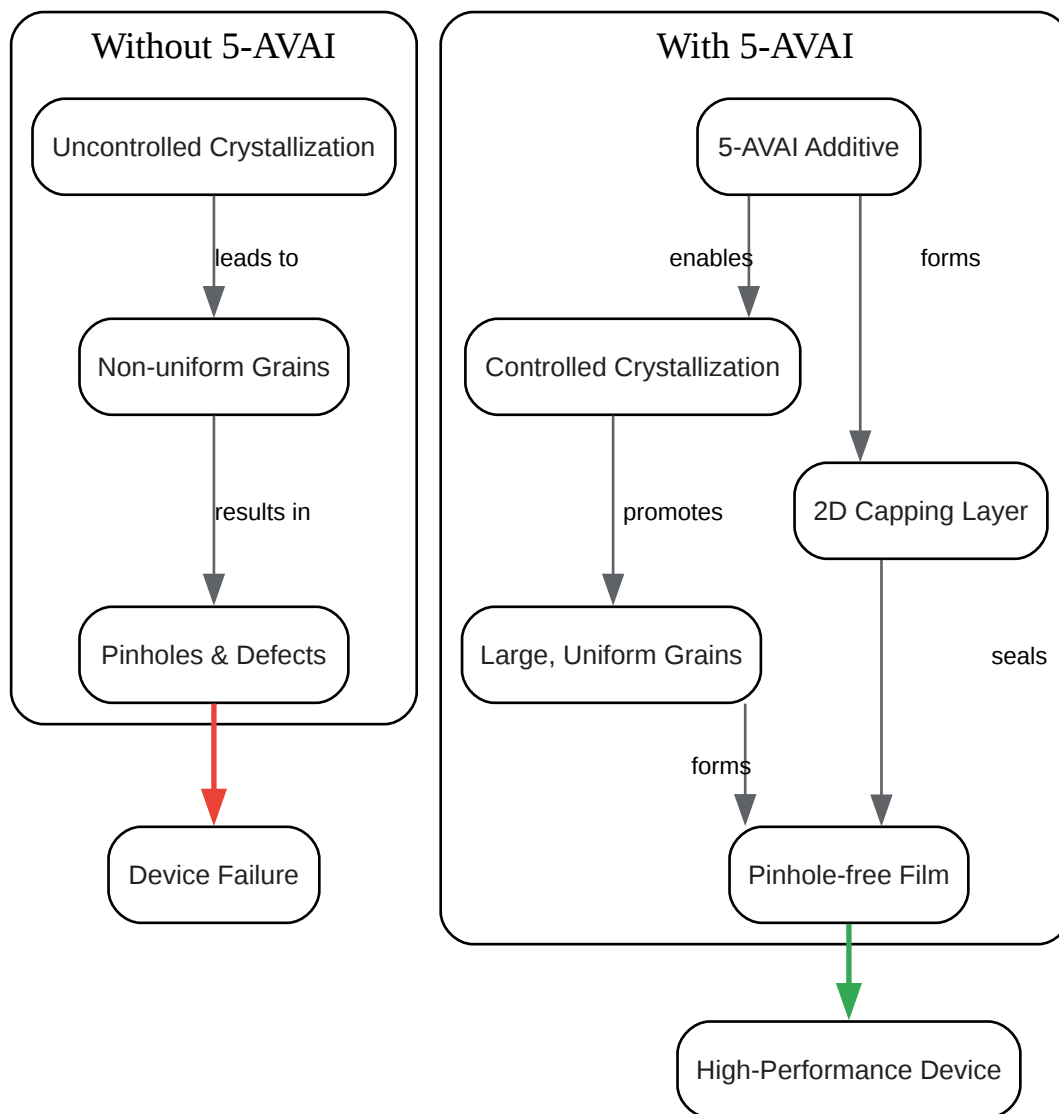 Without 5-AVAI
Uncontrolled Crystallization
leads to
Non-uniform Grains
results in
Pinholes & Defects
Device Failure
With 5-AVAI
5-AVAI Additive
enables
forms
Controlled Crystallization
2D Capping Layer
promotes
Large, Uniform Grains
seals
forms
Pinhole-free Film
High-Performance Device